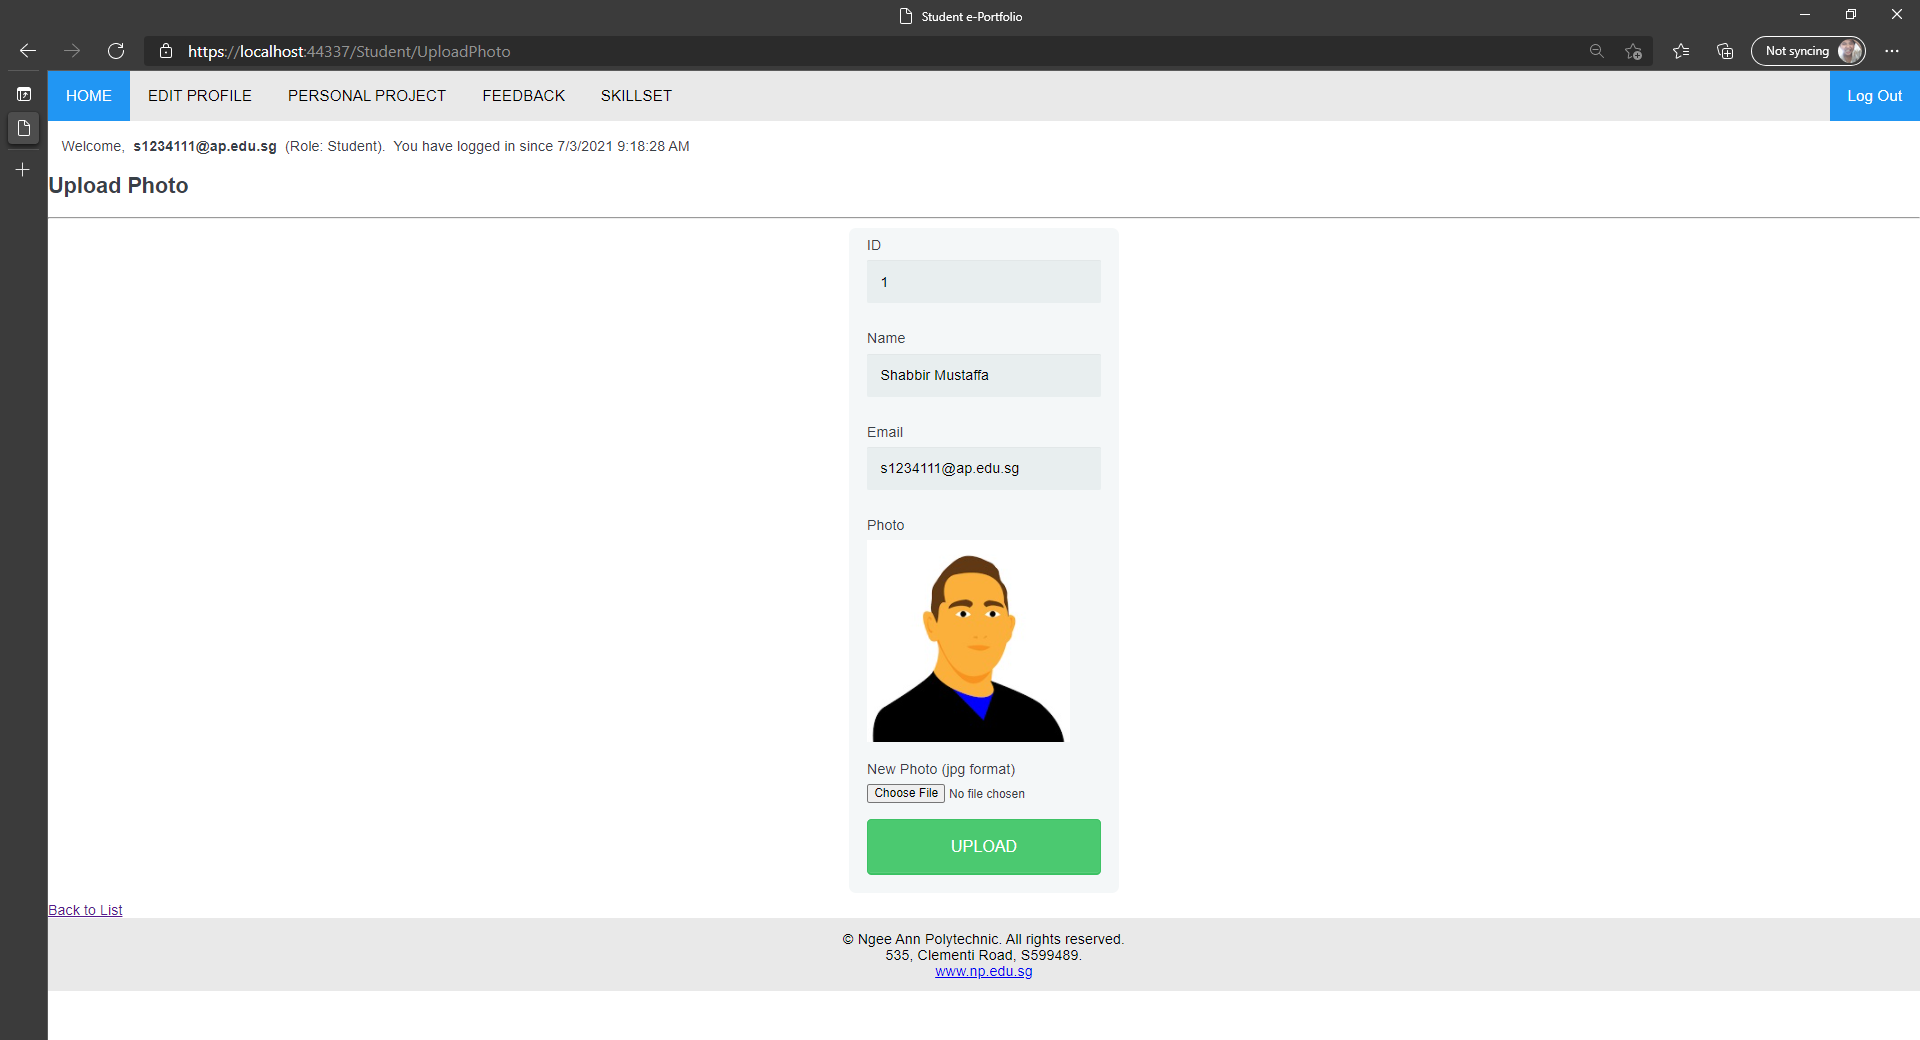 Student e-Portfolio
https://localhost:44337/Student/UploadPhoto
Not syncing
HOME EDIT PROFILE PERSONAL PROJECT FEEDBACK SKILLSET Log Out
Welcome, s1234111@ap.edu.sg (Role: Student). You have logged in since 7/3/2021 9:18:28 AM
Upload Photo
ID
1
Name
Shabbir Mustaffa
Email
s1234111@ap.edu.sg
Photo
New Photo (jpg format)
Choose File No file chosen
UPLOAD
Back to List
© Ngee Ann Polytechnic. All rights reserved.
535, Clementi Road, S599489.
www.np.edu.sg